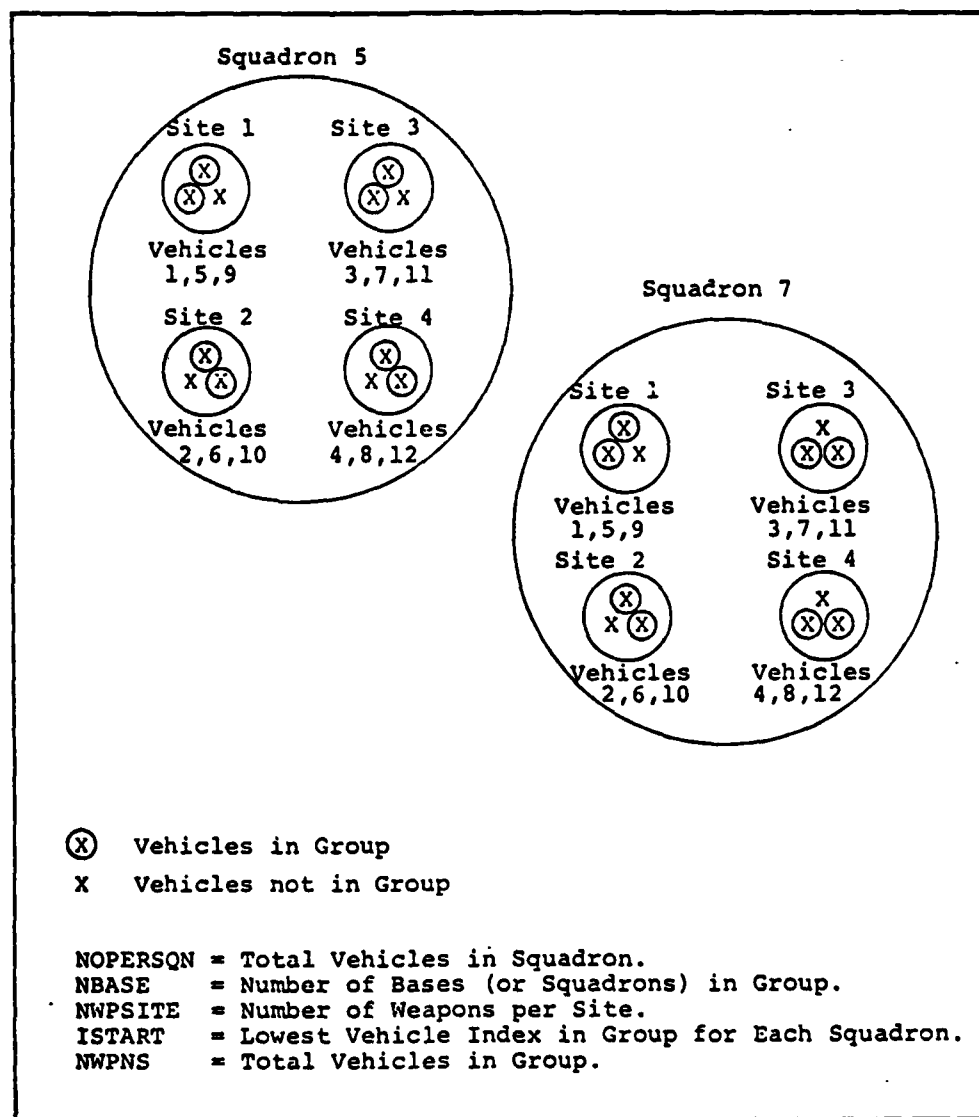 Squadron 5
Site 1 Site 3
X X
X X X X
Vehicles Vehicles
1,5,9 3,7,11
Site 2 Site 4
X X
X X X X
Vehicles Vehicles
2,6,10 4,8,12
Squadron 7
Site 1 Site 3
X X
X X X X
Vehicles Vehicles
1,5,9 3,7,11
Site 2 Site 4
X X
X X X X
Vehicles Vehicles
2,6,10 4,8,12
X Vehicles in Group
X Vehicles not in Group
NOPERSQN = Total Vehicles in Squadron.
NBASE = Number of Bases (or Squadrons) in Group.
NWPSITE = Number of Weapons per Site.
ISTART = Lowest Vehicle Index in Group for Each Squadron.
NWPNS = Total Vehicles in Group.